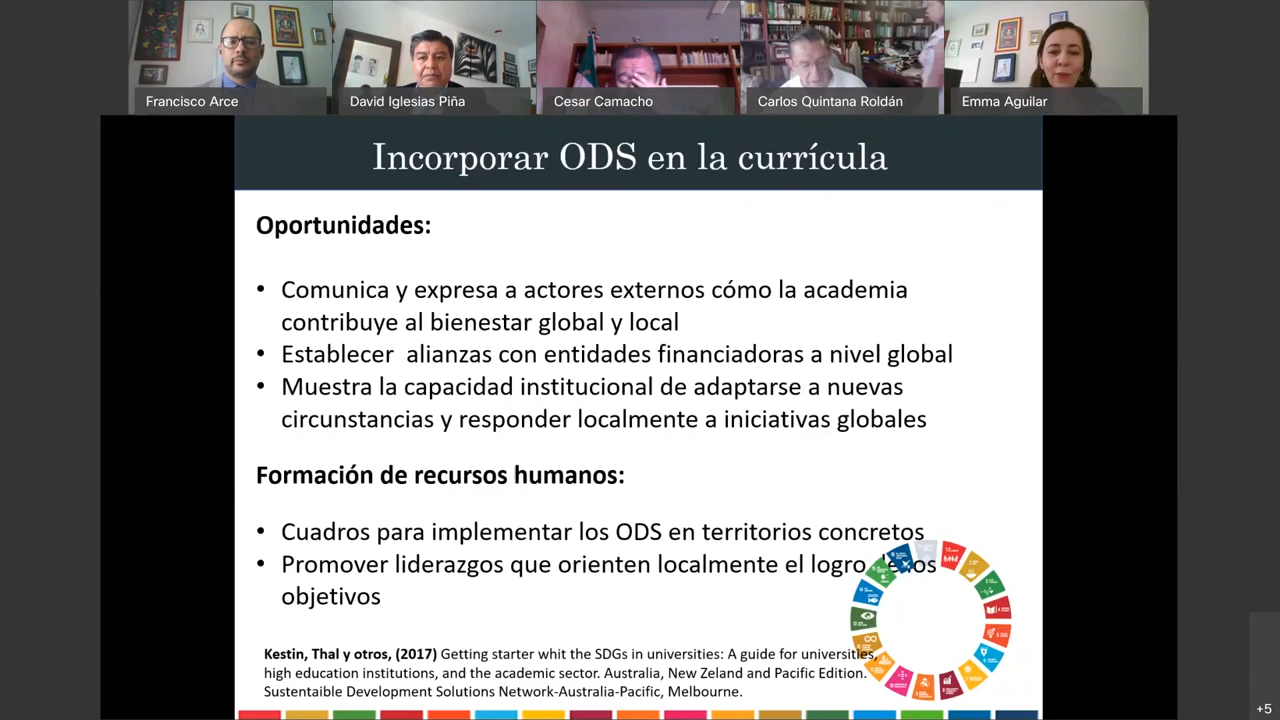 Francisco Arce
David Iglesias Piña
Cesar Camacho
Carlos Quintana Roldán
Emma Aguilar
Incorporar ODS en la currícula
Oportunidades:
• Comunica y expresa a actores externos cómo la academia
contribuye al bienestar global y local
• Establecer alianzas con entidades financiadoras a nivel global
• Muestra la capacidad institucional de adaptarse a nuevas
circunstancias y responder localmente a iniciativas globales
Formación de recursos humanos:
• Cuadros para implementar los ODS en territorios concretos
• Promover liderazgos que orienten localmente el logro de los
objetivos
Kestin, Thal y otros, (2017) Getting starter whit the SDGs in universities: A guide for universities,
high education institutions, and the academic sector. Australia, New Zeland and Pacific Edition.
Sustentaible Development Solutions Network-Australia-Pacific, Melbourne.
+5